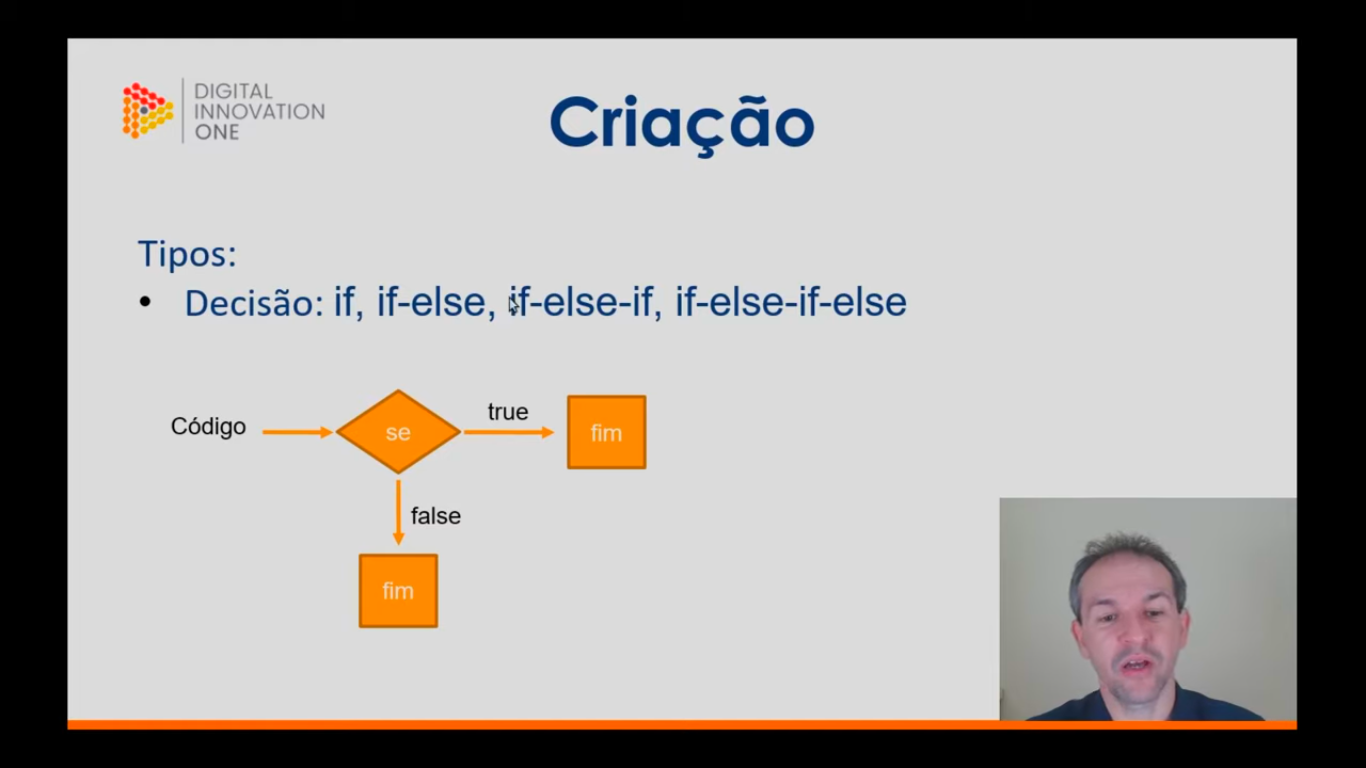 DIGITAL
INNOVATION
ONE
Criação
Tipos:
• Decisão: if, if-else, if-else-if, if-else-if-else
Código
se
true
fim
false
fim